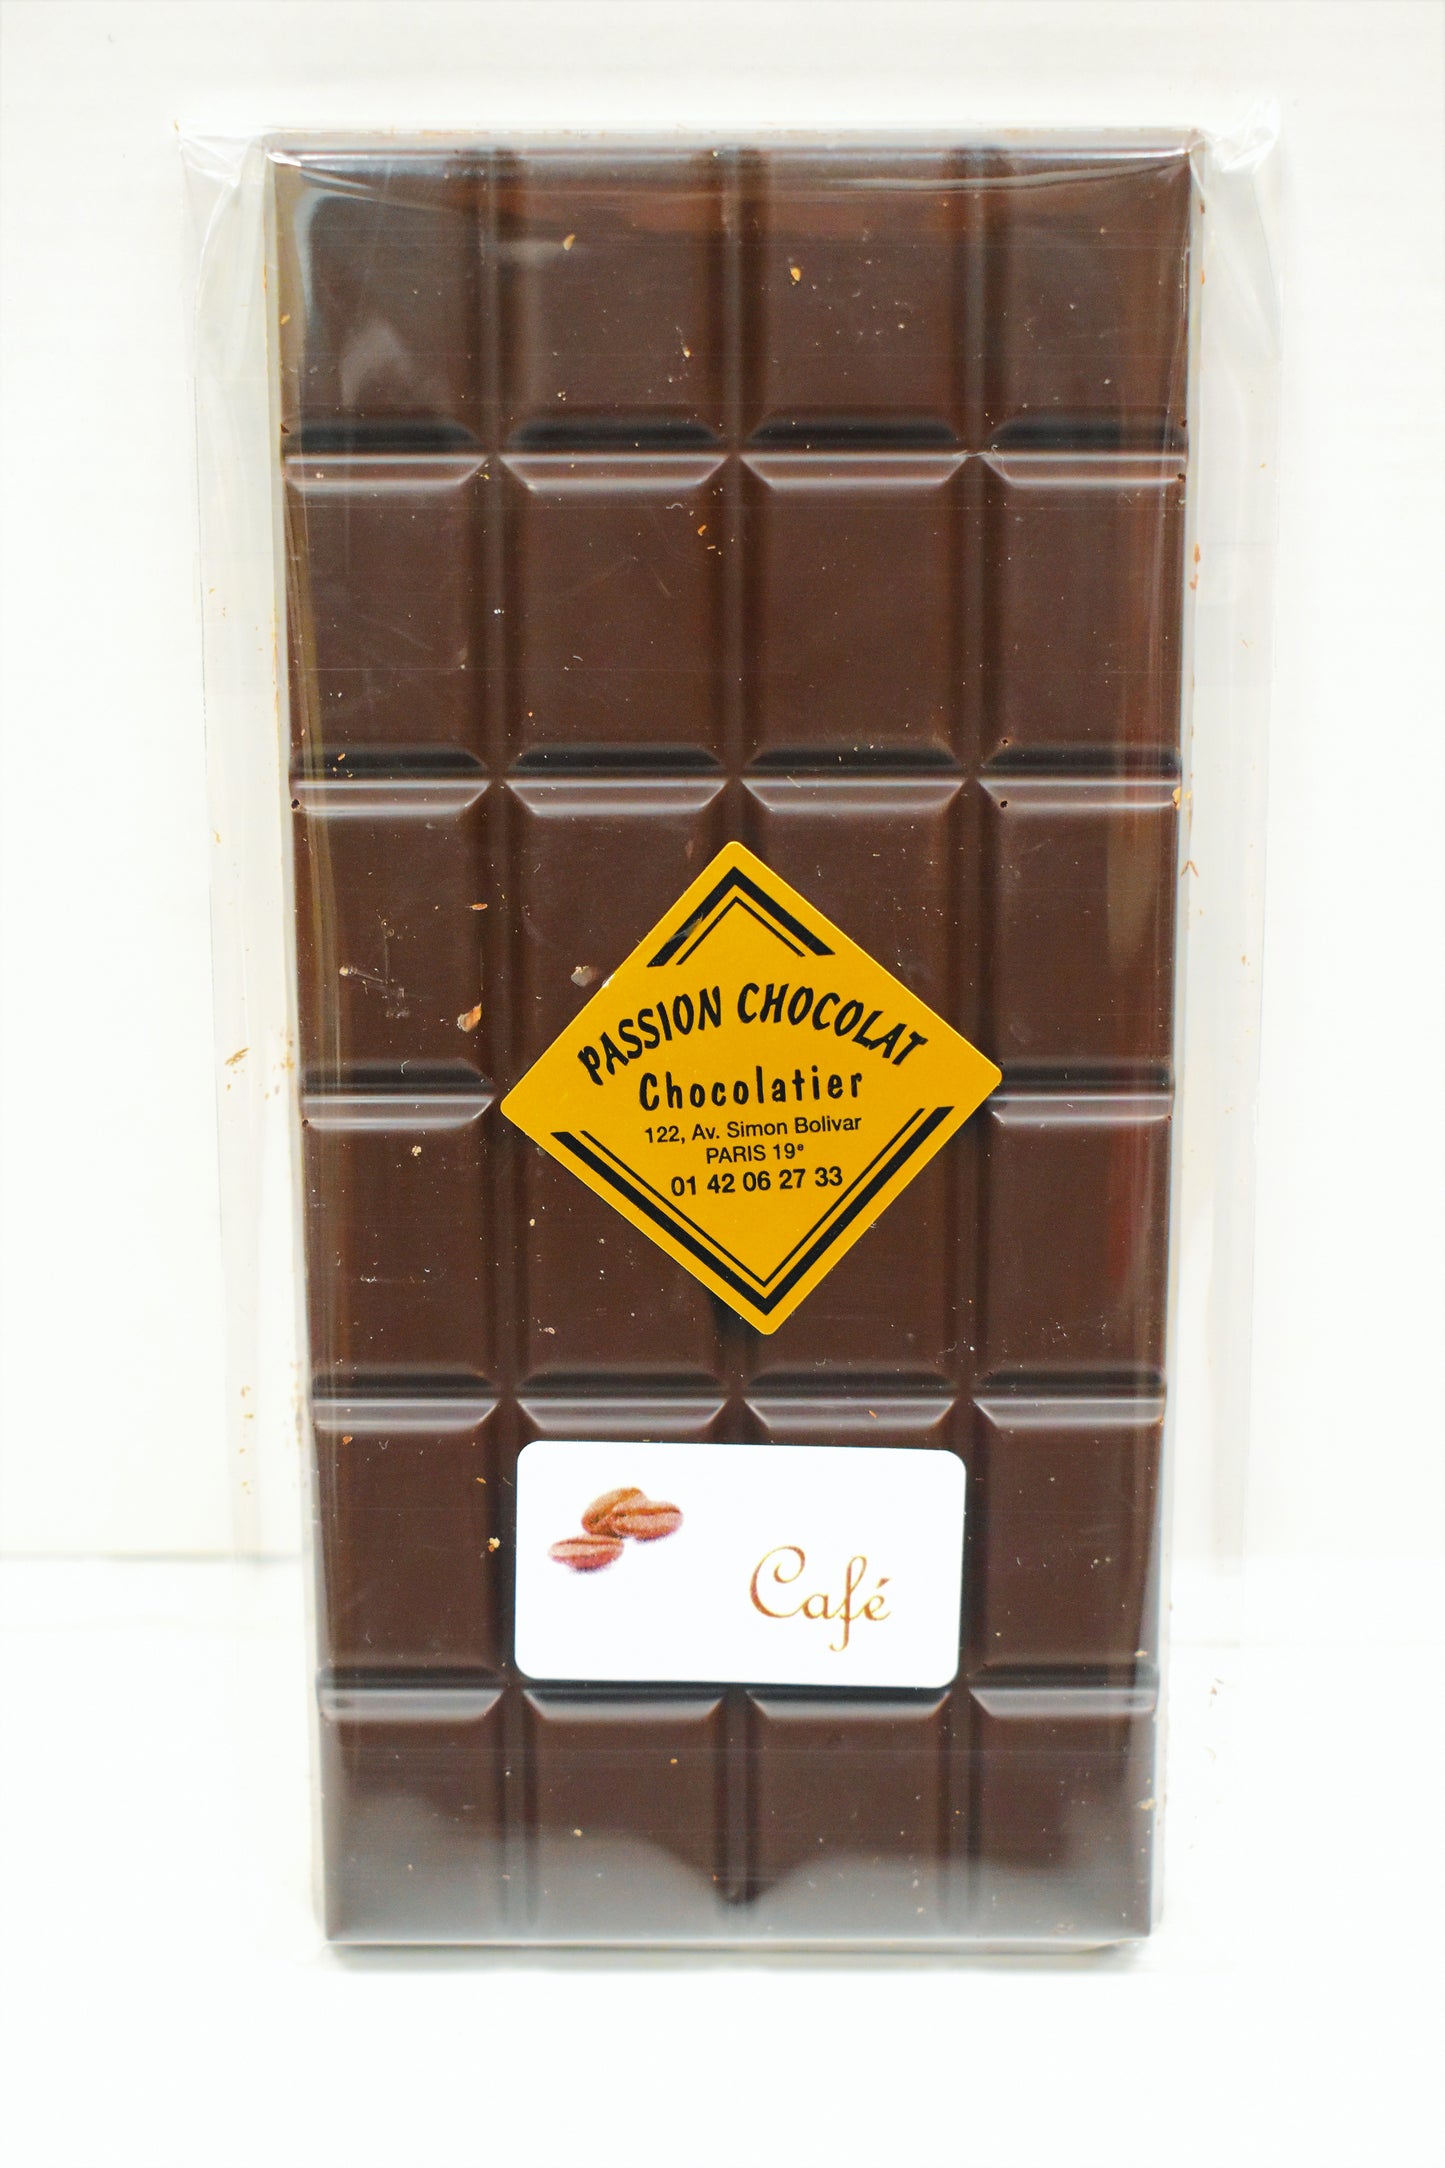 PASSION CHOCOLAT
Chocolatier
122, Av. Simon Bolivar
PARIS 19e
01 42 06 27 33
Café